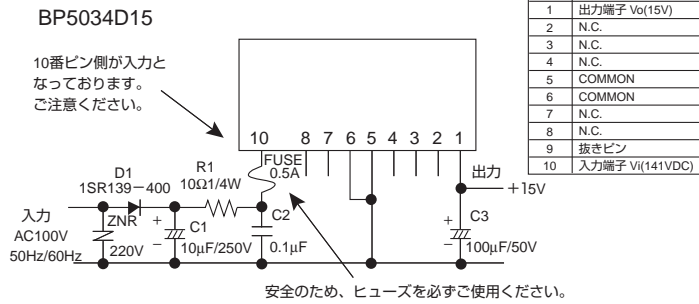 BP5034D15
10番ピン側が入力と
なっております。
ご注意ください。
10 8 7 6 5 4 3 2 1
FUSE
0.5A
D1
1SR139−400
R1
10Ω1/4W
出力
＋15V
入力
AC100V
50Hz/60Hz
ZNR
220V
+
−
C1
10μF/250V
C2
0.1μF
+
−
C3
100μF/50V
安全のため、ヒューズを必ずご使用ください。
1 出力端子 Vo(15V)
2 N.C.
3 N.C.
4 N.C.
5 COMMON
6 COMMON
7 N.C.
8 N.C.
9 抜きピン
10 入力端子 Vi(141VDC)